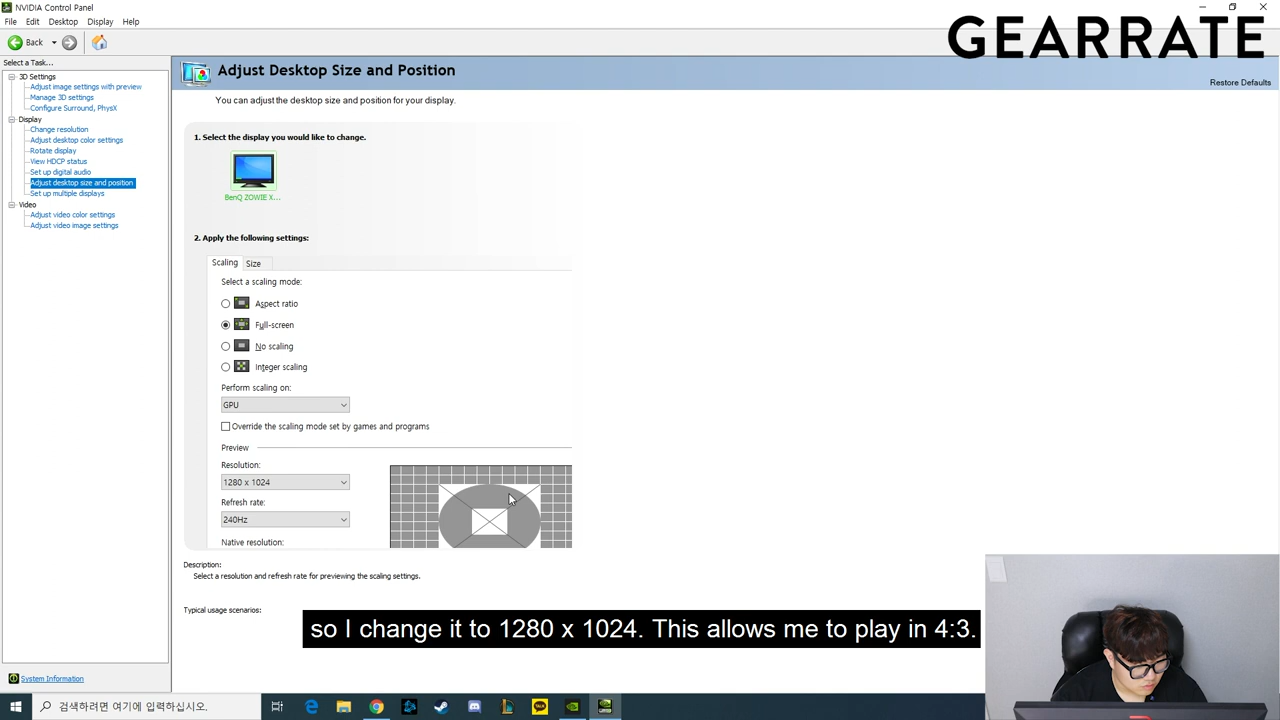 NVIDIA Control Panel
File Edit Desktop Display Help
Back
GEARRATE
Select a Task...
3D Settings
Adjust image settings with preview
Manage 3D settings
Configure Surround, PhysX
Display
Change resolution
Adjust desktop color settings
Rotate display
View HDCP status
Set up digital audio
Adjust desktop size and position
Set up multiple displays
Video
Adjust video color settings
Adjust video image settings
System Information
Adjust Desktop Size and Position
Restore Defaults
You can adjust the desktop size and position for your display.
1. Select the display you would like to change.
BenQ ZOWIE X...
2. Apply the following settings:
Scaling Size
Select a scaling mode:
Aspect ratio
Full-screen
No scaling
Integer scaling
Perform scaling on:
GPU
Override the scaling mode set by games and programs
Preview
Resolution:
1280 x 1024
Refresh rate:
240Hz
Native resolution:
Description:
Select a resolution and refresh rate for previewing the scaling settings.
Typical usage scenarios:
so I change it to 1280 x 1024. This allows me to play in 4:3.
검색하려면 여기에 입력하십시오.